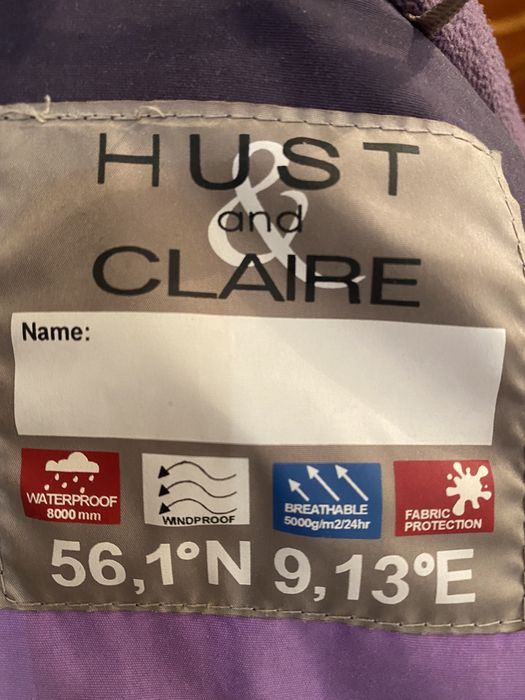 HUST
&
and
CLAIRE
Name:
WATERPROOF
8000 mm
WINDPROOF
BREATHABLE
5000g/m2/24hr
FABRIC
PROTECTION
56,1°N 9,13°E